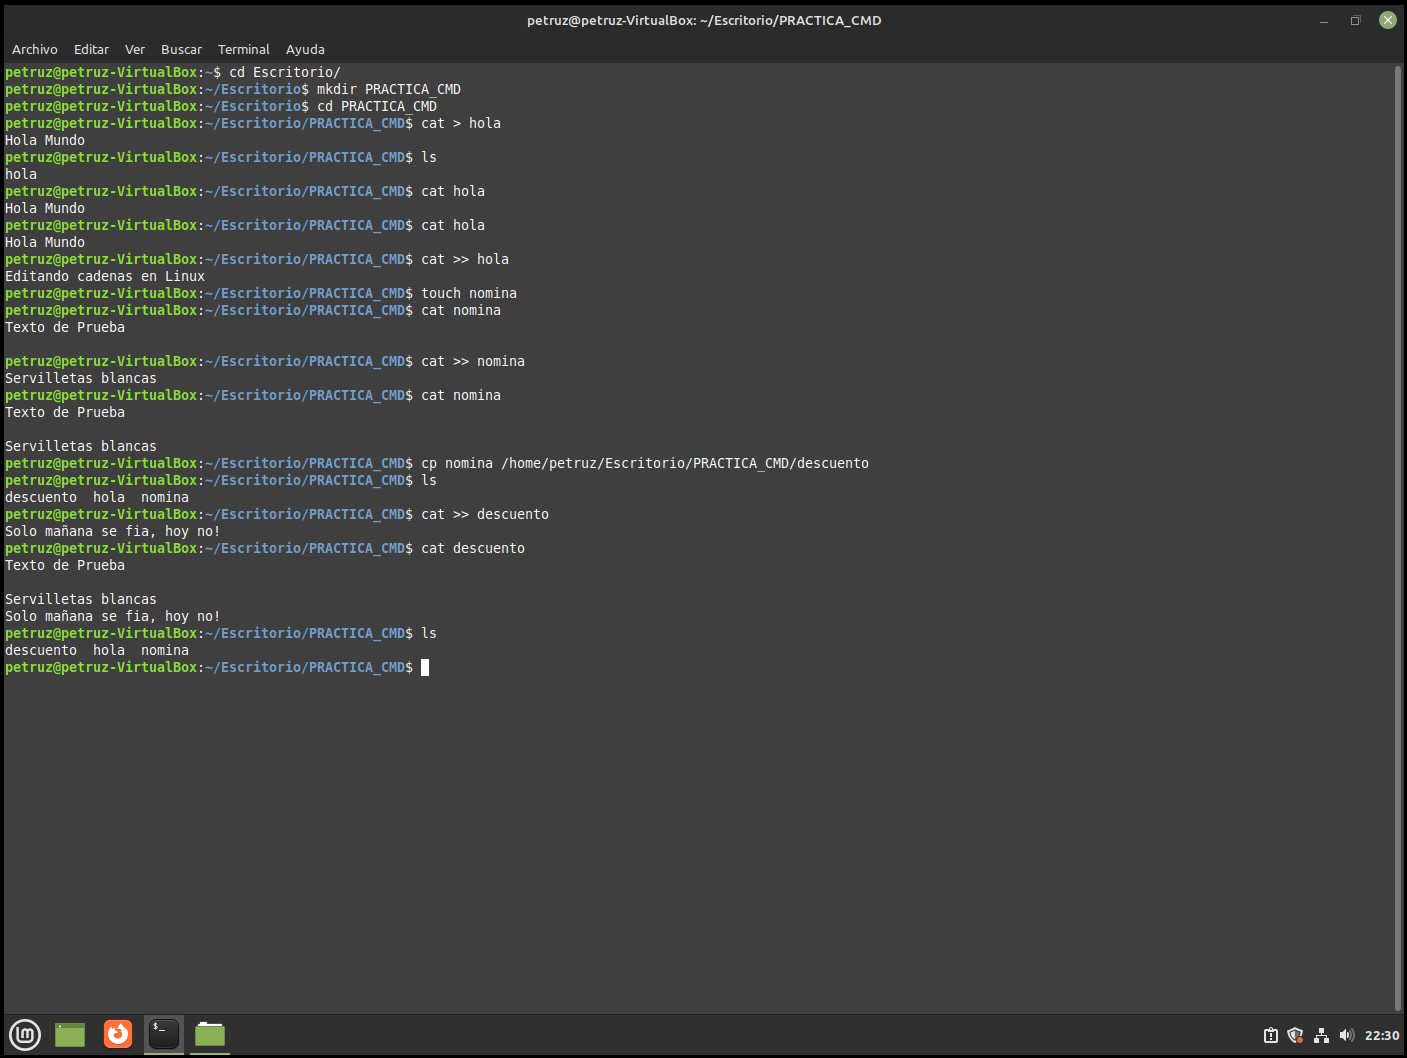 petruz@petruz-VirtualBox: ~/Escritorio/PRACTICA_CMD
Archivo Editar Ver Buscar Terminal Ayuda
petruz@petruz-VirtualBox:~$ cd Escritorio/
petruz@petruz-VirtualBox:~/Escritorio$ mkdir PRACTICA_CMD
petruz@petruz-VirtualBox:~/Escritorio$ cd PRACTICA_CMD
petruz@petruz-VirtualBox:~/Escritorio/PRACTICA_CMD$ cat > hola
Hola Mundo
petruz@petruz-VirtualBox:~/Escritorio/PRACTICA_CMD$ ls
hola
petruz@petruz-VirtualBox:~/Escritorio/PRACTICA_CMD$ cat hola
Hola Mundo
petruz@petruz-VirtualBox:~/Escritorio/PRACTICA_CMD$ cat hola
Hola Mundo
petruz@petruz-VirtualBox:~/Escritorio/PRACTICA_CMD$ cat >> hola
Editando cadenas en Linux
petruz@petruz-VirtualBox:~/Escritorio/PRACTICA_CMD$ touch nomina
petruz@petruz-VirtualBox:~/Escritorio/PRACTICA_CMD$ cat nomina
Texto de Prueba
petruz@petruz-VirtualBox:~/Escritorio/PRACTICA_CMD$ cat >> nomina
Servilletas blancas
petruz@petruz-VirtualBox:~/Escritorio/PRACTICA_CMD$ cat nomina
Texto de Prueba
Servilletas blancas
petruz@petruz-VirtualBox:~/Escritorio/PRACTICA_CMD$ cp nomina /home/petruz/Escritorio/PRACTICA_CMD/descuento
petruz@petruz-VirtualBox:~/Escritorio/PRACTICA_CMD$ ls
descuento  hola  nomina
petruz@petruz-VirtualBox:~/Escritorio/PRACTICA_CMD$ cat >> descuento
Solo mañana se fia, hoy no!
petruz@petruz-VirtualBox:~/Escritorio/PRACTICA_CMD$ cat descuento
Texto de Prueba
Servilletas blancas
Solo mañana se fia, hoy no!
petruz@petruz-VirtualBox:~/Escritorio/PRACTICA_CMD$ ls
descuento  hola  nomina
petruz@petruz-VirtualBox:~/Escritorio/PRACTICA_CMD$
$_
22:30